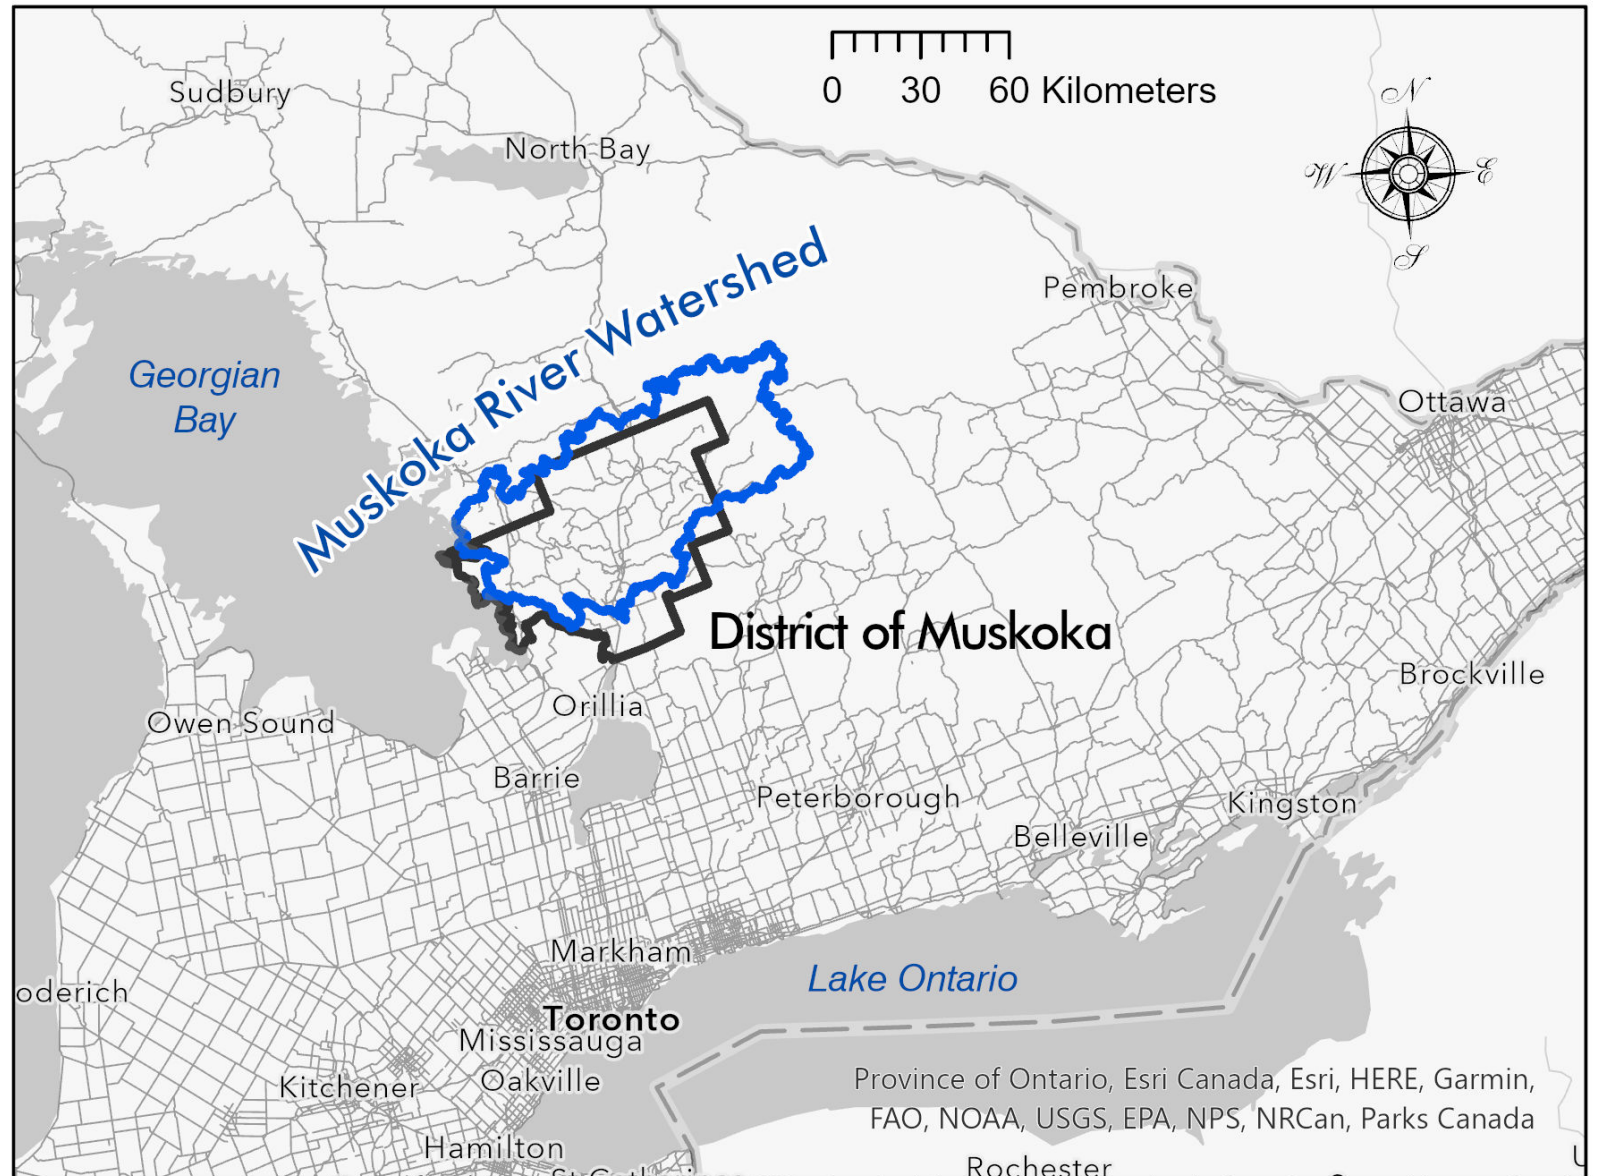 0 30 60 Kilometers
N
W E
S
Sudbury
North Bay
Muskoka River Watershed
Pembroke
Georgian
Bay
Ottawa
District of Muskoka
Brockville
Orillia
Owen Sound
Barrie
Peterborough
Kingston
Belleville
Markham
Lake Ontario
oderich
Toronto
Mississauga
Kitchener
Oakville
Province of Ontario, Esri Canada, Esri, HERE, Garmin,
FAO, NOAA, USGS, EPA, NPS, NRCan, Parks Canada
Hamilton
Rochester